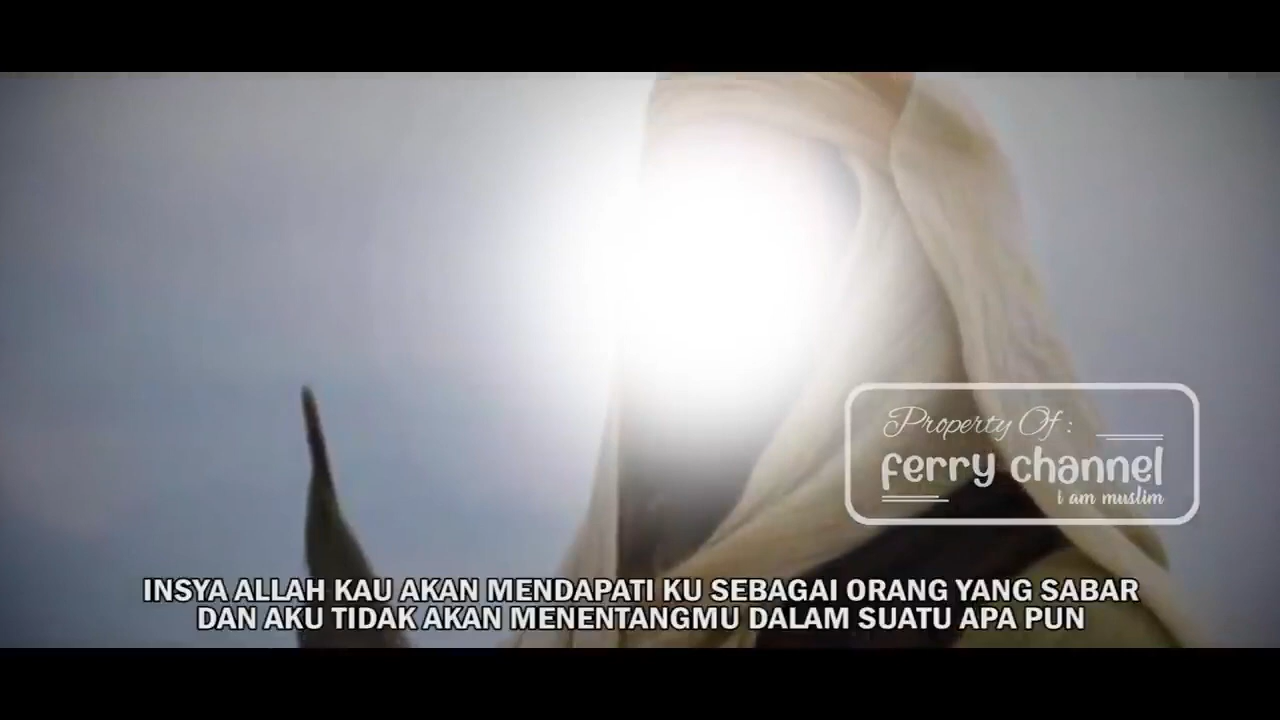 Property Of :
ferry channel
i am muslim
INSYA ALLAH KAU AKAN MENDAPATI KU SEBAGAI ORANG YANG SABAR
DAN AKU TIDAK AKAN MENENTANGMU DALAM SUATU APA PUN